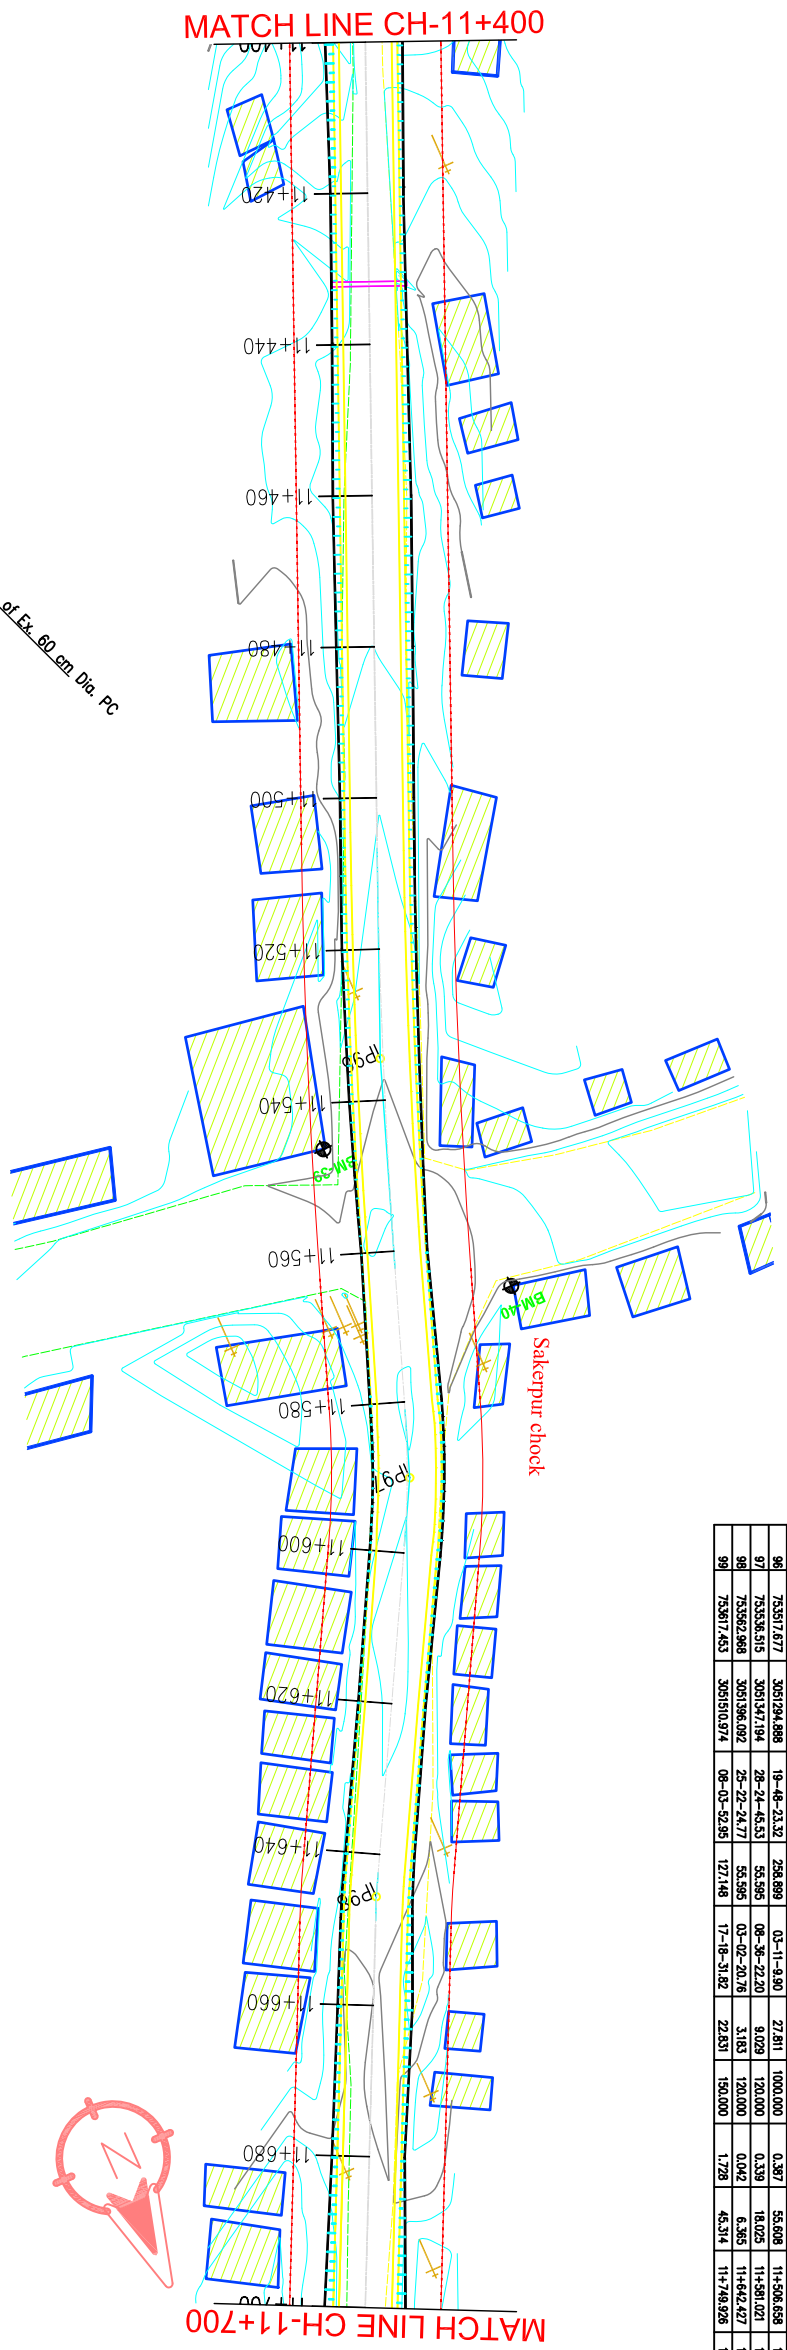 MATCH LINE CH-11+400
11+400
11+420
11+440
11+460
of Ex. 60 cm Dia. PC
11+480
11+500
11+520
iP96
11+540
BM-39
11+560
BM-40
Sakerpur chock
11+580
iP97
11+600
11+620
11+640
iP98
11+660
11+680
N
11+700
MATCH LINE CH-11+700
96 753517.677 3051294.888 19-48-23.32 258.899 03-11-9.90 27.811 1000.000 0.387 55.608 11+506.658
97 753536.515 3051347.194 28-24-45.53 55.595 08-36-22.20 9.029 120.000 0.339 18.025 11+581.021
98 753562.968 3051396.092 25-22-24.77 55.595 03-02-20.76 3.183 120.000 0.042 6.365 11+642.427
99 753617.453 3051510.974 08-03-52.95 127.148 17-18-31.82 22.831 150.000 1.728 45.314 11+749.926